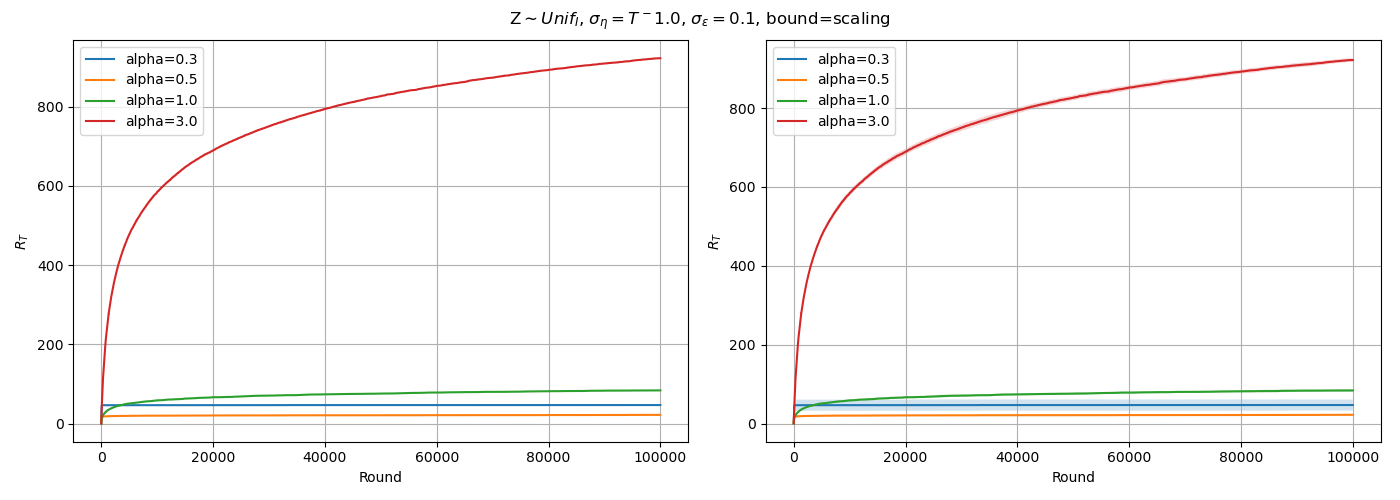 Z ∼ Unif_I, σ_η = T⁻1.0, σ_ε = 0.1, bound=scaling
alpha=0.3
alpha=0.5
alpha=1.0
alpha=3.0
800
600
400
200
0
R_T
0 20000 40000 60000 80000 100000
Round
alpha=0.3
alpha=0.5
alpha=1.0
alpha=3.0
800
600
400
200
0
R_T
0 20000 40000 60000 80000 100000
Round